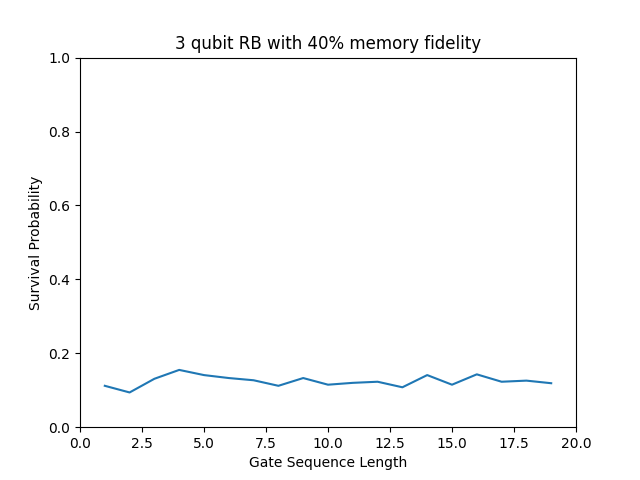 3 qubit RB with 40% memory fidelity
1.0
0.8
0.6
0.4
0.2
0.0
Survival Probability
0.0 2.5 5.0 7.5 10.0 12.5 15.0 17.5 20.0
Gate Sequence Length